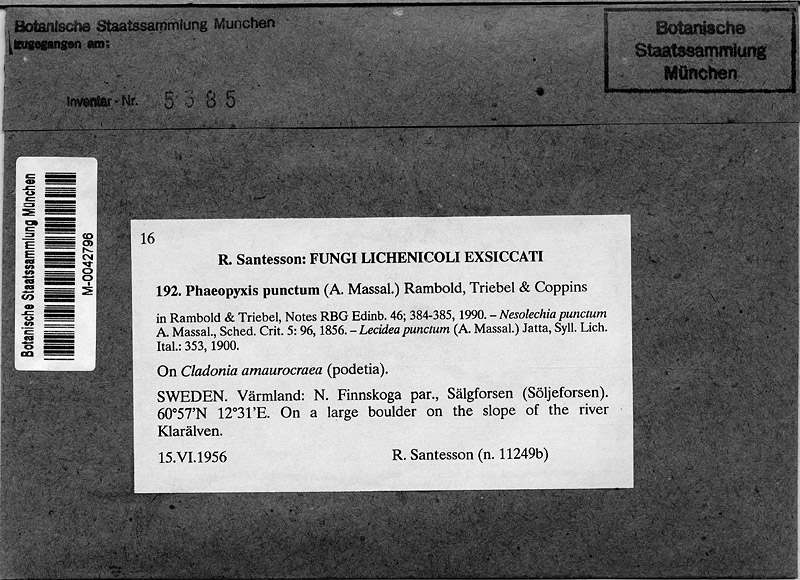 Botanische Staatssammlung München
zugegangen am:
Inventar-Nr. 5385
Botanische
Staatssammlung
München
Botanische Staatssammlung München
M-0042796
16
R. Santesson: FUNGI LICHENICOLI EXSICCATI
192. Phaeopyxis punctum (A. Massal.) Rambold, Triebel & Coppins
in Rambold & Triebel, Notes RBG Edinb. 46; 384-385, 1990. – Nesolechia punctum
A. Massal., Sched. Crit. 5: 96, 1856. – Lecidea punctum (A. Massal.) Jatta, Syll. Lich.
Ital.: 353, 1900.
On Cladonia amaurocraea (podetia).
SWEDEN. Värmland: N. Finnskoga par., Sälgforsen (Söljeforsen).
60°57'N 12°31'E. On a large boulder on the slope of the river
Klarälven.
15.VI.1956 R. Santesson (n. 11249b)